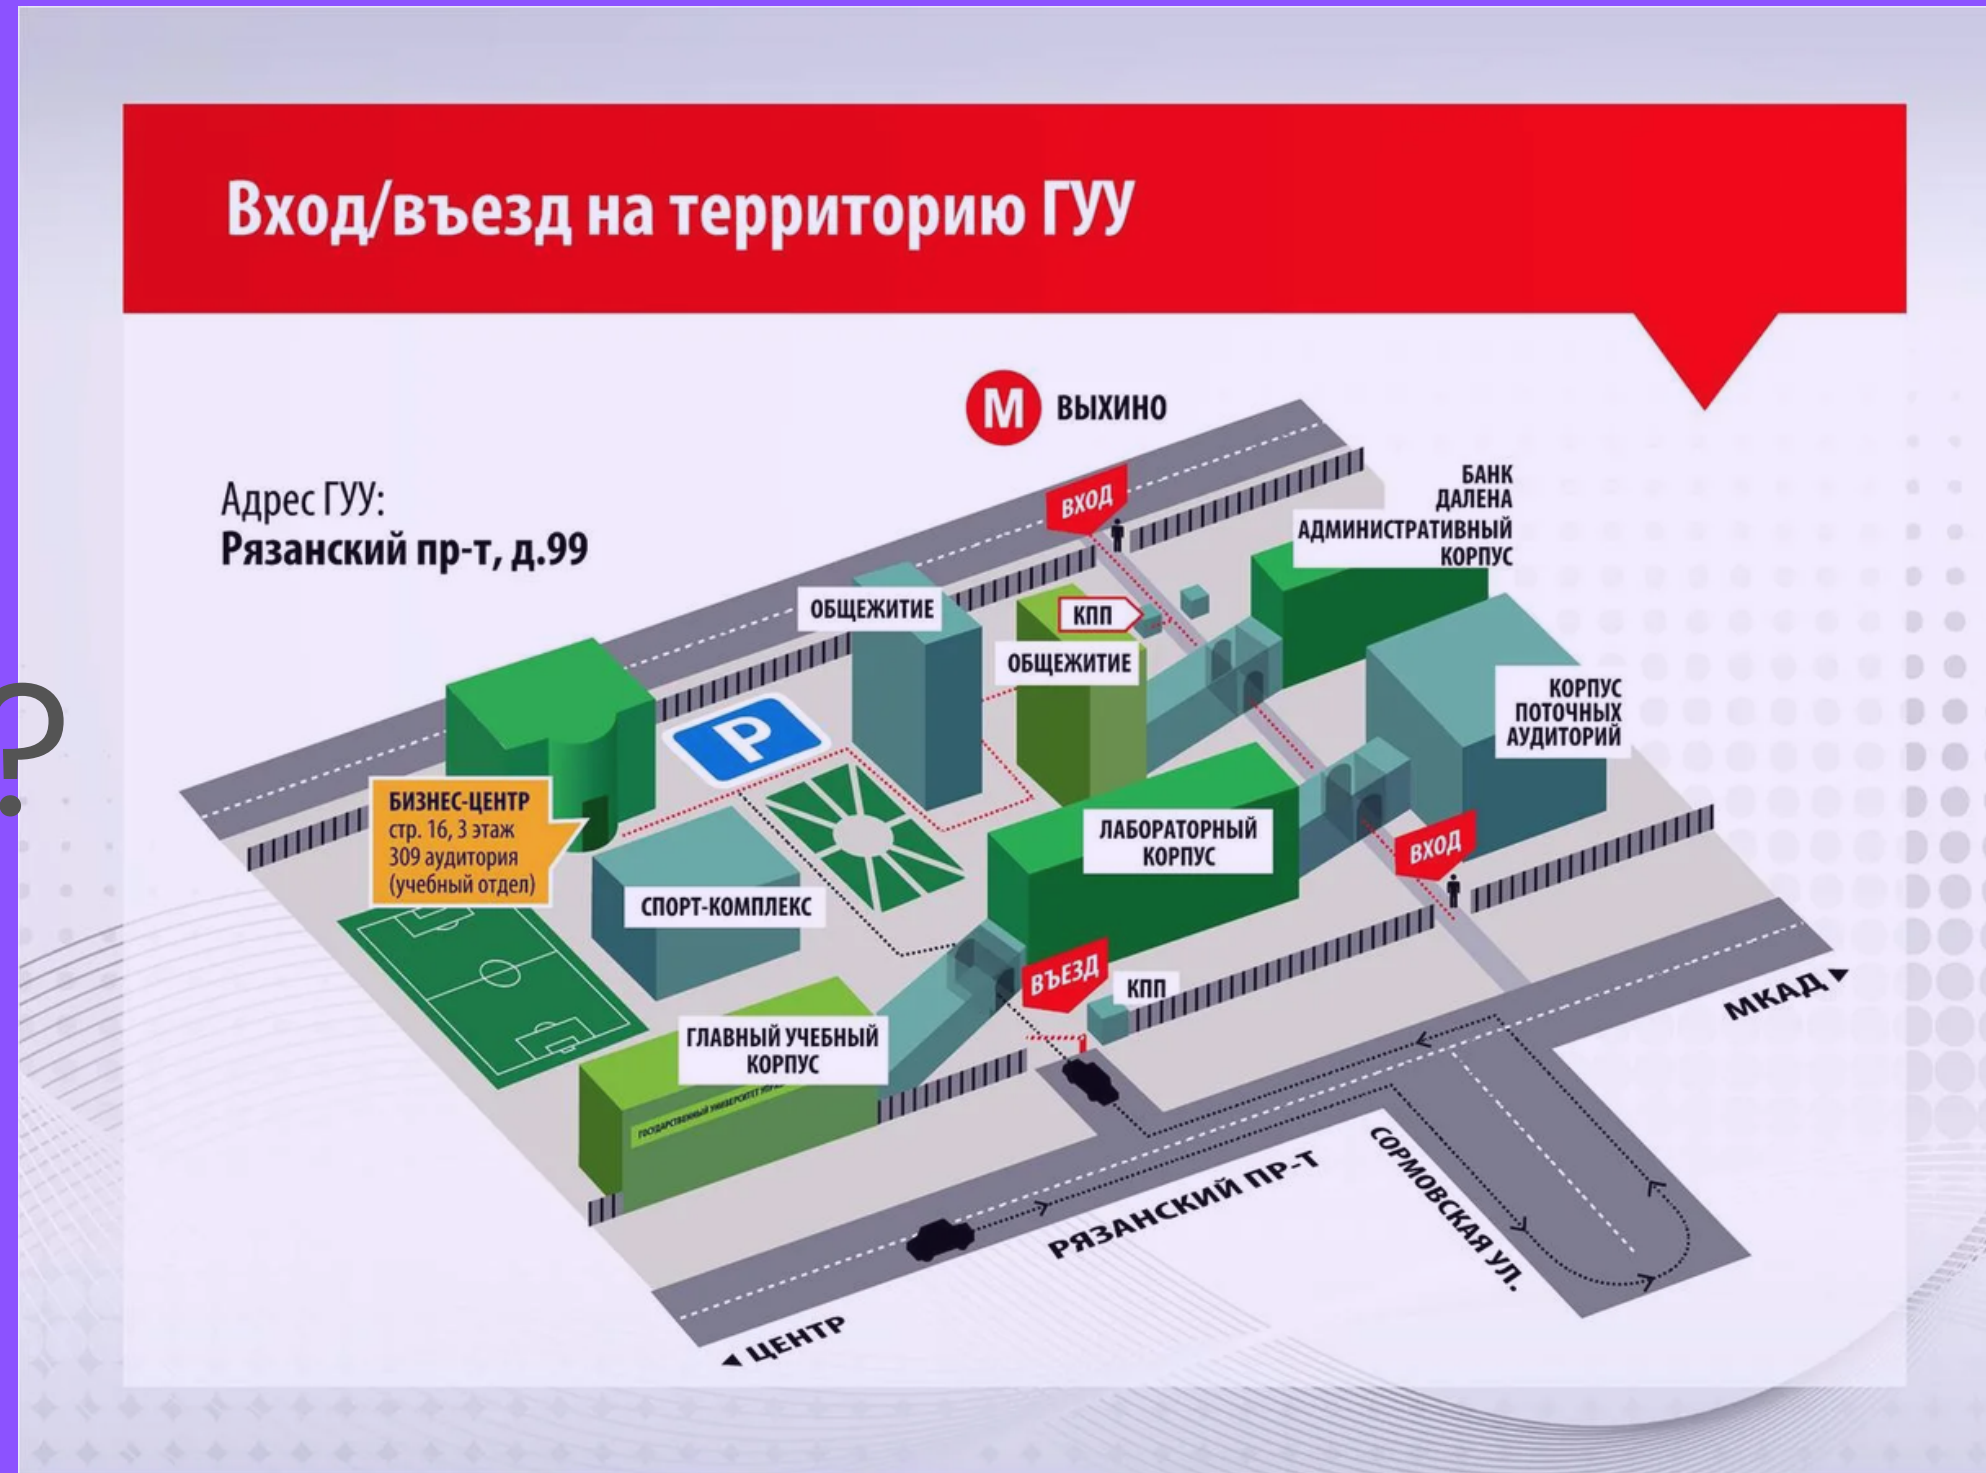 Вход/въезд на территорию ГУУ
М ВЫХИНО
Адрес ГУУ:
Рязанский пр-т, д.99
ВХОД
БАНК
ДАЛЕНА
АДМИНИСТРАТИВНЫЙ
КОРПУС
ОБЩЕЖИТИЕ
КПП
ОБЩЕЖИТИЕ
КОРПУС
ПОТОЧНЫХ
АУДИТОРИЙ
P
БИЗНЕС-ЦЕНТР
стр. 16, 3 этаж
309 аудитория
(учебный отдел)
ЛАБОРАТОРНЫЙ
КОРПУС
ВХОД
СПОРТ-КОМПЛЕКС
ВЪЕЗД
КПП
ГЛАВНЫЙ УЧЕБНЫЙ
КОРПУС
ГОСУДАРСТВЕННЫЙ УНИВЕРСИТЕТ
МКАД
РЯЗАНСКИЙ ПР-Т
СОРМОВСКАЯ УЛ.
ЦЕНТР
?